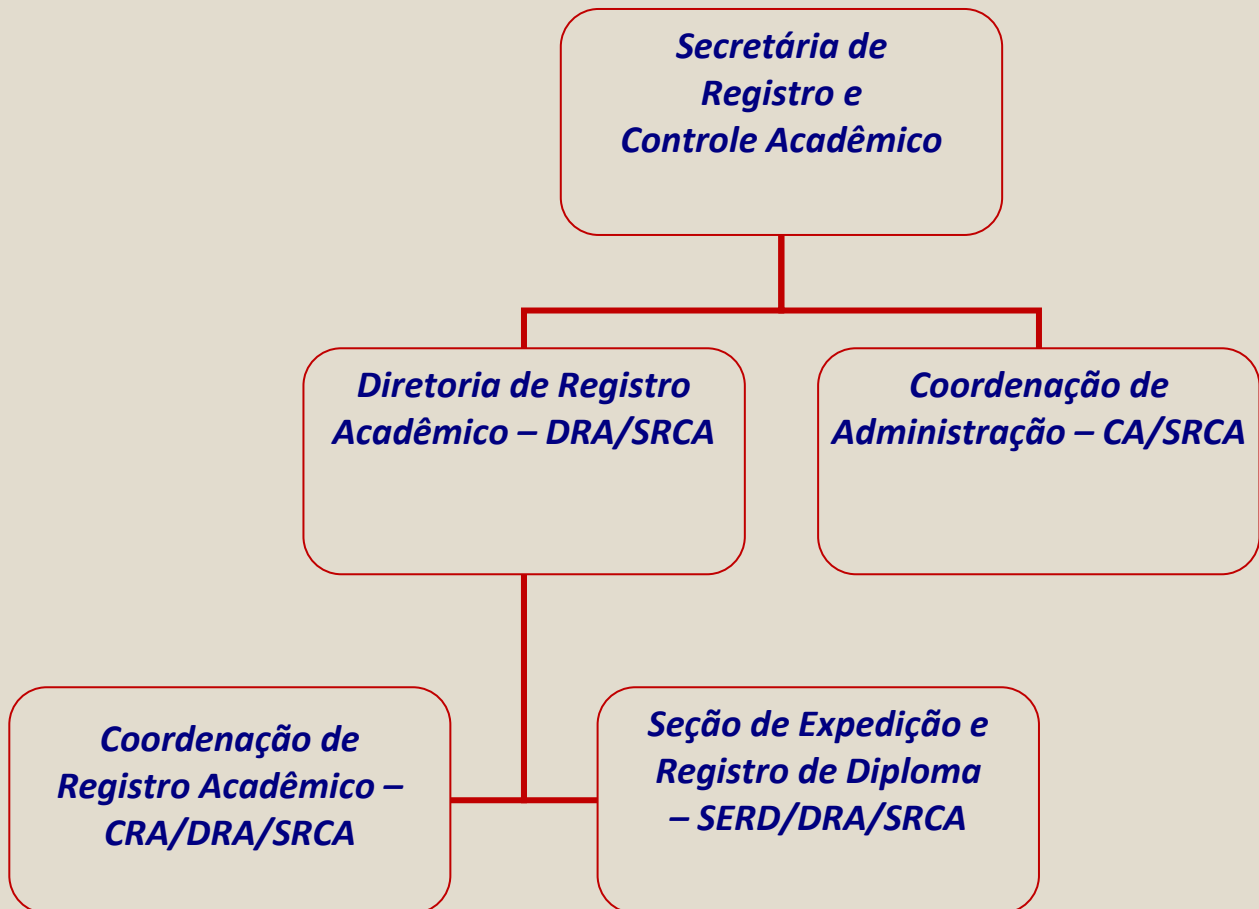 Secretária de
Registro e
Controle Acadêmico
Diretoria de Registro
Acadêmico – DRA/SRCA
Coordenação de
Administração – CA/SRCA
Coordenação de
Registro Acadêmico –
CRA/DRA/SRCA
Seção de Expedição e
Registro de Diploma
– SERD/DRA/SRCA